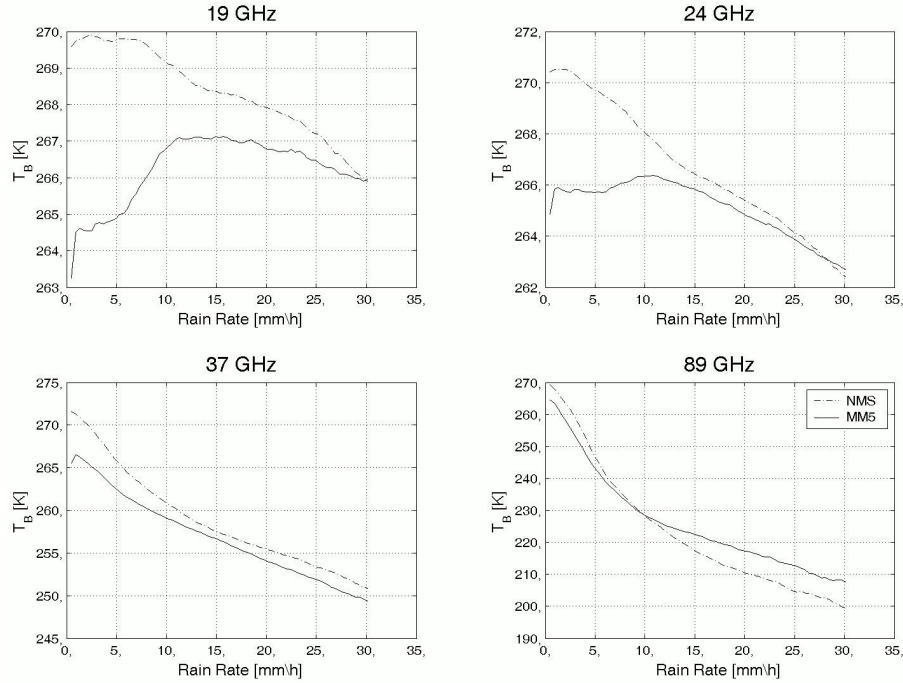 19 GHz
270,
269,
268,
267,
266,
265,
264,
263,
T_B [K]
0, 5, 10, 15, 20, 25, 30, 35,
Rain Rate [mm\h]
24 GHz
272,
270,
268,
266,
264,
262,
T_B [K]
0, 5, 10, 15, 20, 25, 30, 35,
Rain Rate [mm\h]
37 GHz
275,
270,
265,
260,
255,
250,
245,
T_B [K]
0, 5, 10, 15, 20, 25, 30, 35,
Rain Rate [mm\h]
89 GHz
270,
260,
250,
240,
230,
220,
210,
200,
190,
T_B [K]
NMS
MM5
0, 5, 10, 15, 20, 25, 30, 35,
Rain Rate [mm\h]